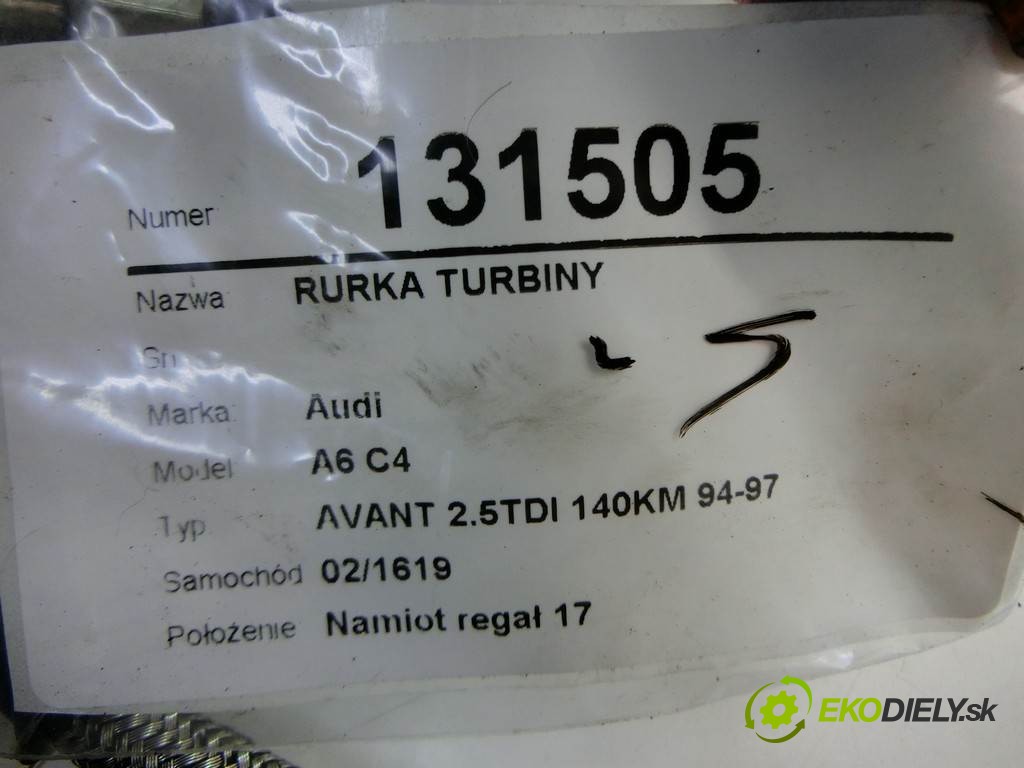 Numer 131505
Nazwa RURKA TURBINY
Marka Audi
Model A6 C4
Typ AVANT 2.5TDI 140KM 94-97
Samochód 02/1619
Położenie Namiot regał 17
EKODIELY.sk